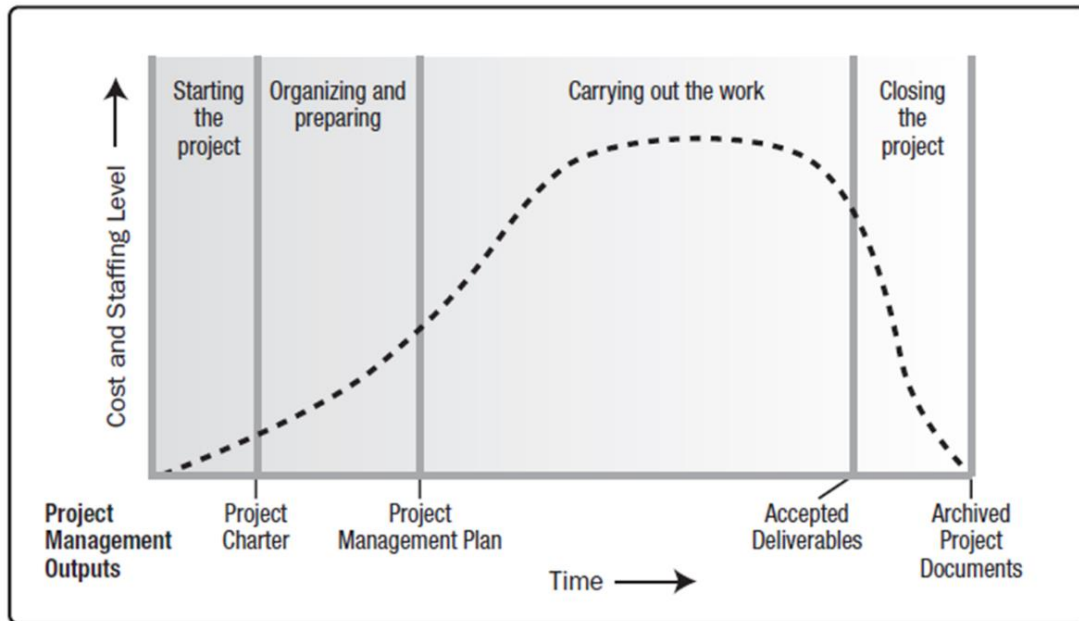 Starting
the
project
Organizing and
preparing
Carrying out the work
Closing
the
project
Cost and Staffing Level
Project
Management
Outputs
Project
Charter
Project
Management Plan
Accepted
Deliverables
Archived
Project
Documents
Time